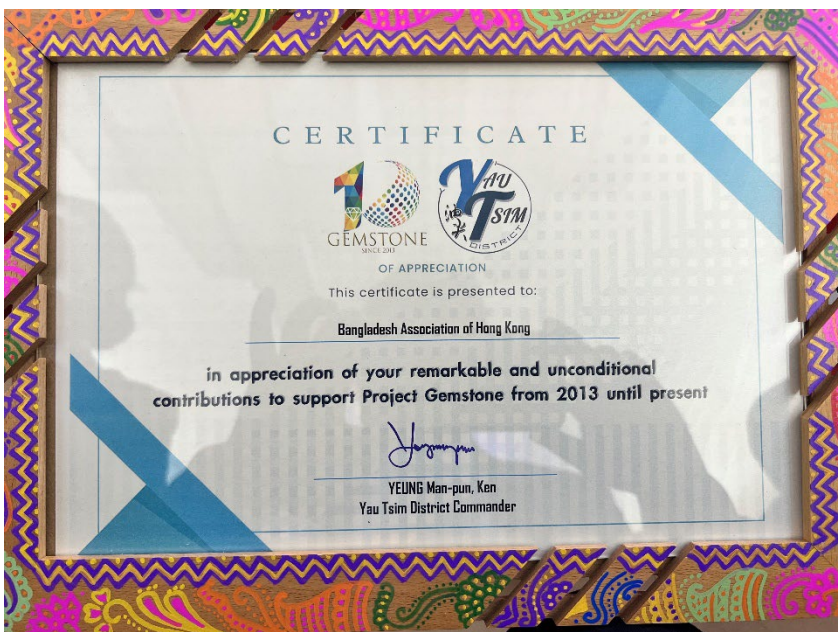 CERTIFICATE
10
GEMSTONE
SINCE 2013
YAU
TSIM
油尖
DISTRICT
OF APPRECIATION
This certificate is presented to:
Bangladesh Association of Hong Kong
in appreciation of your remarkable and unconditional
contributions to support Project Gemstone from 2013 until present
YEUNG Man-pun, Ken
Yau Tsim District Commander